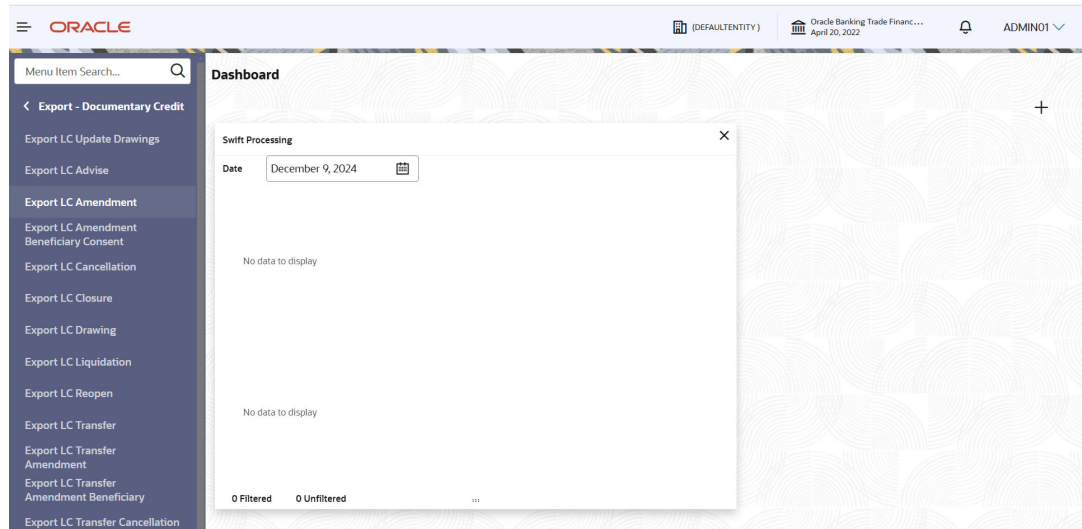 ORACLE
(DEFAULTENTITY)
Oracle Banking Trade Financ...
April 20, 2022
ADMIN01
Menu Item Search...
Export - Documentary Credit
Export LC Update Drawings
Export LC Advise
Export LC Amendment
Export LC Amendment
Beneficiary Consent
Export LC Cancellation
Export LC Closure
Export LC Drawing
Export LC Liquidation
Export LC Reopen
Export LC Transfer
Export LC Transfer
Amendment
Export LC Transfer
Amendment Beneficiary
Export LC Transfer Cancellation
Dashboard
Swift Processing
Date December 9, 2024
No data to display
No data to display
0 Filtered 0 Unfiltered